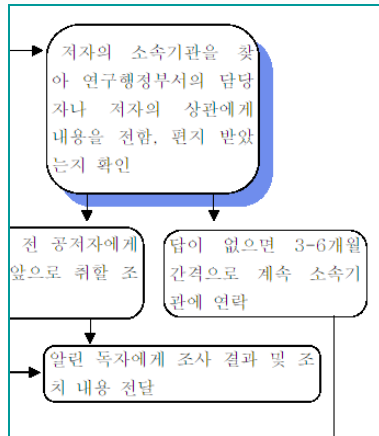 저자의 소속기관을 찾
아 연구행정부서의 담당
자나 저자의 상관에게
내용을 전함, 편지 받았
는지 확인
전 공저자에게
앞으로 취할 조
답이 없으면 3-6개월
간격으로 계속 소속기
관에 연락
알린 독자에게 조사 결과 및 조
치 내용 전달